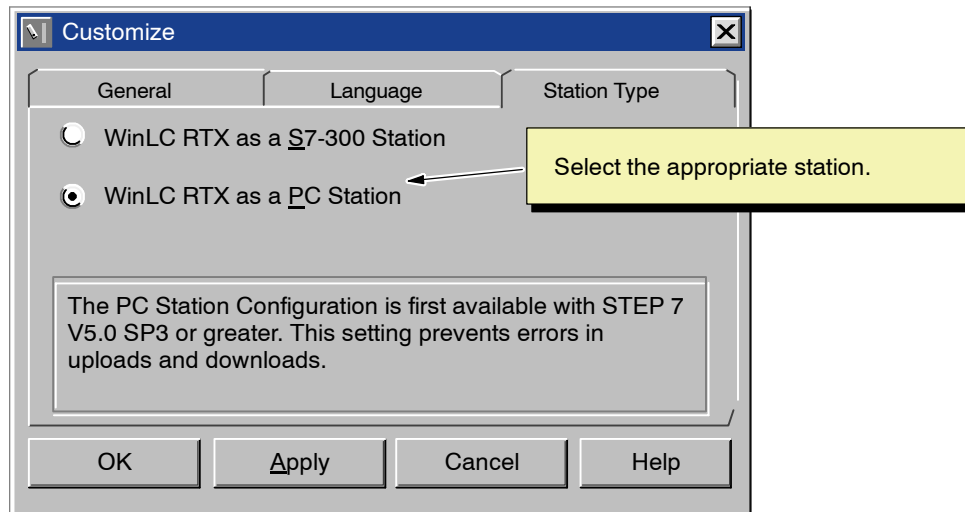 Customize
General
Language
Station Type
WinLC RTX as a S7-300 Station
Select the appropriate station.
WinLC RTX as a PC Station
The PC Station Configuration is first available with STEP 7
V5.0 SP3 or greater. This setting prevents errors in
uploads and downloads.
OK
Apply
Cancel
Help